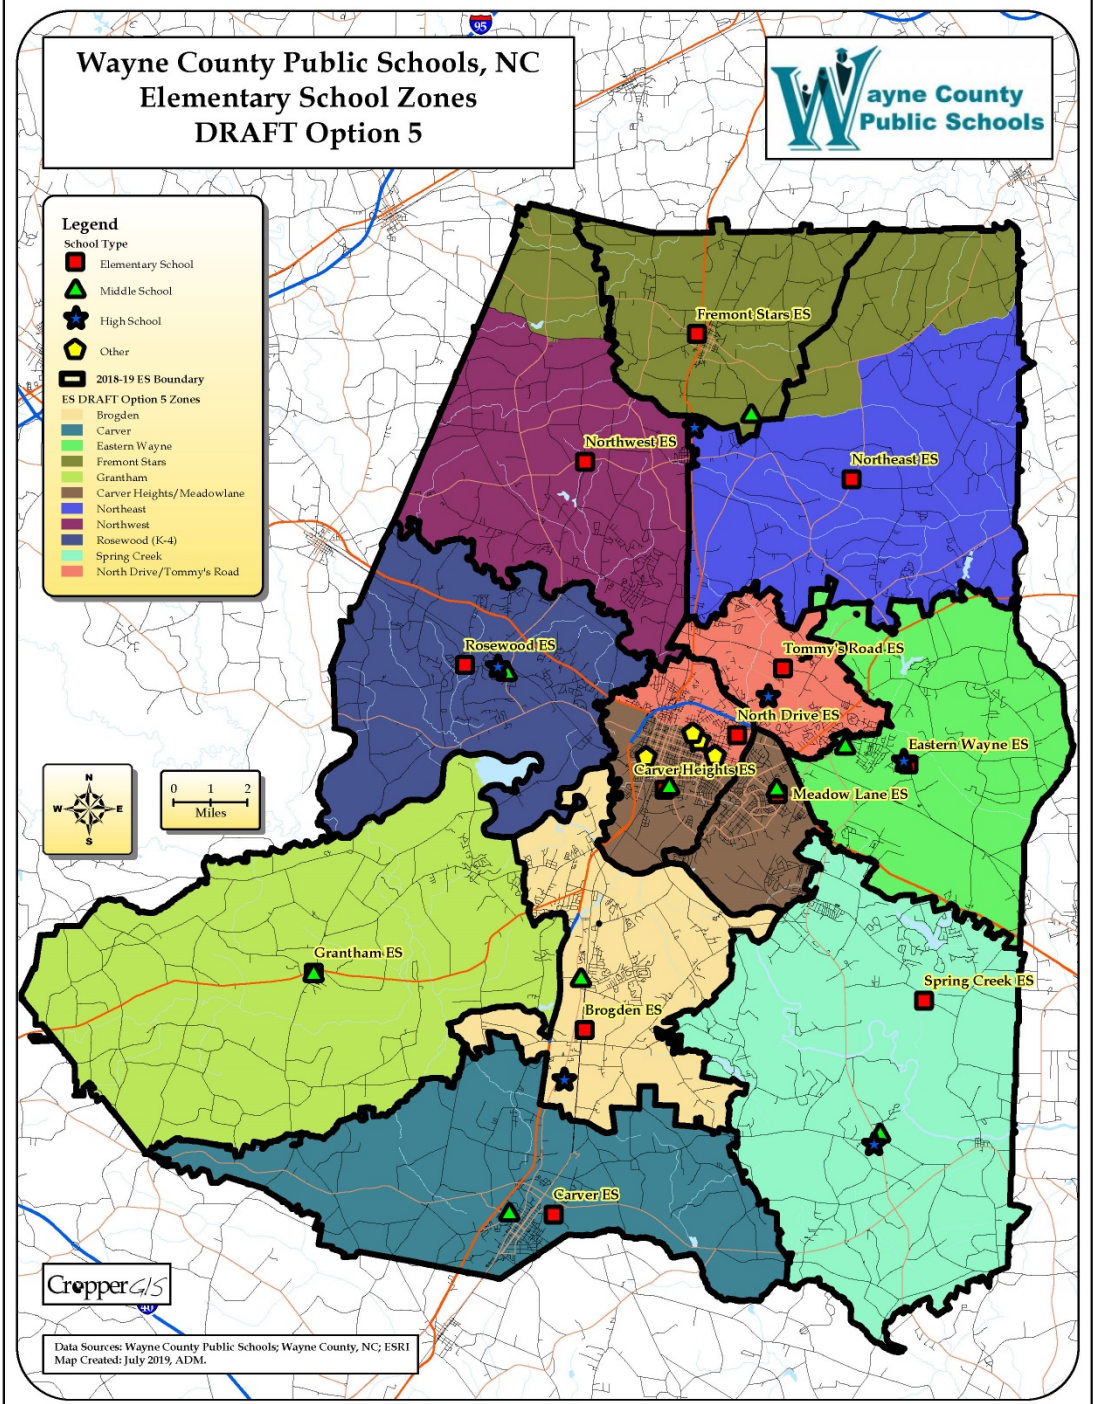 95
Wayne County Public Schools, NC
Elementary School Zones
DRAFT Option 5
Wayne County
Public Schools
Legend
School Type
Elementary School
Middle School
High School
Other
2018-19 ES Boundary
ES DRAFT Option 5 Zones
Brogden
Carver
Eastern Wayne
Fremont Stars
Grantham
Carver Heights/Meadowlane
Northeast
Northwest
Rosewood (K-4)
Spring Creek
North Drive/Tommy's Road
Fremont Stars ES
Northwest ES
Northeast ES
Rosewood ES
Tommy's Road ES
North Drive ES
Eastern Wayne ES
Carver Heights ES
Meadow Lane ES
N
W E
S
0 1 2
Miles
Grantham ES
Spring Creek ES
Brogden ES
Carver ES
Cropper GIS
40
Data Sources: Wayne County Public Schools; Wayne County, NC; ESRI
Map Created: July 2019, ADM.